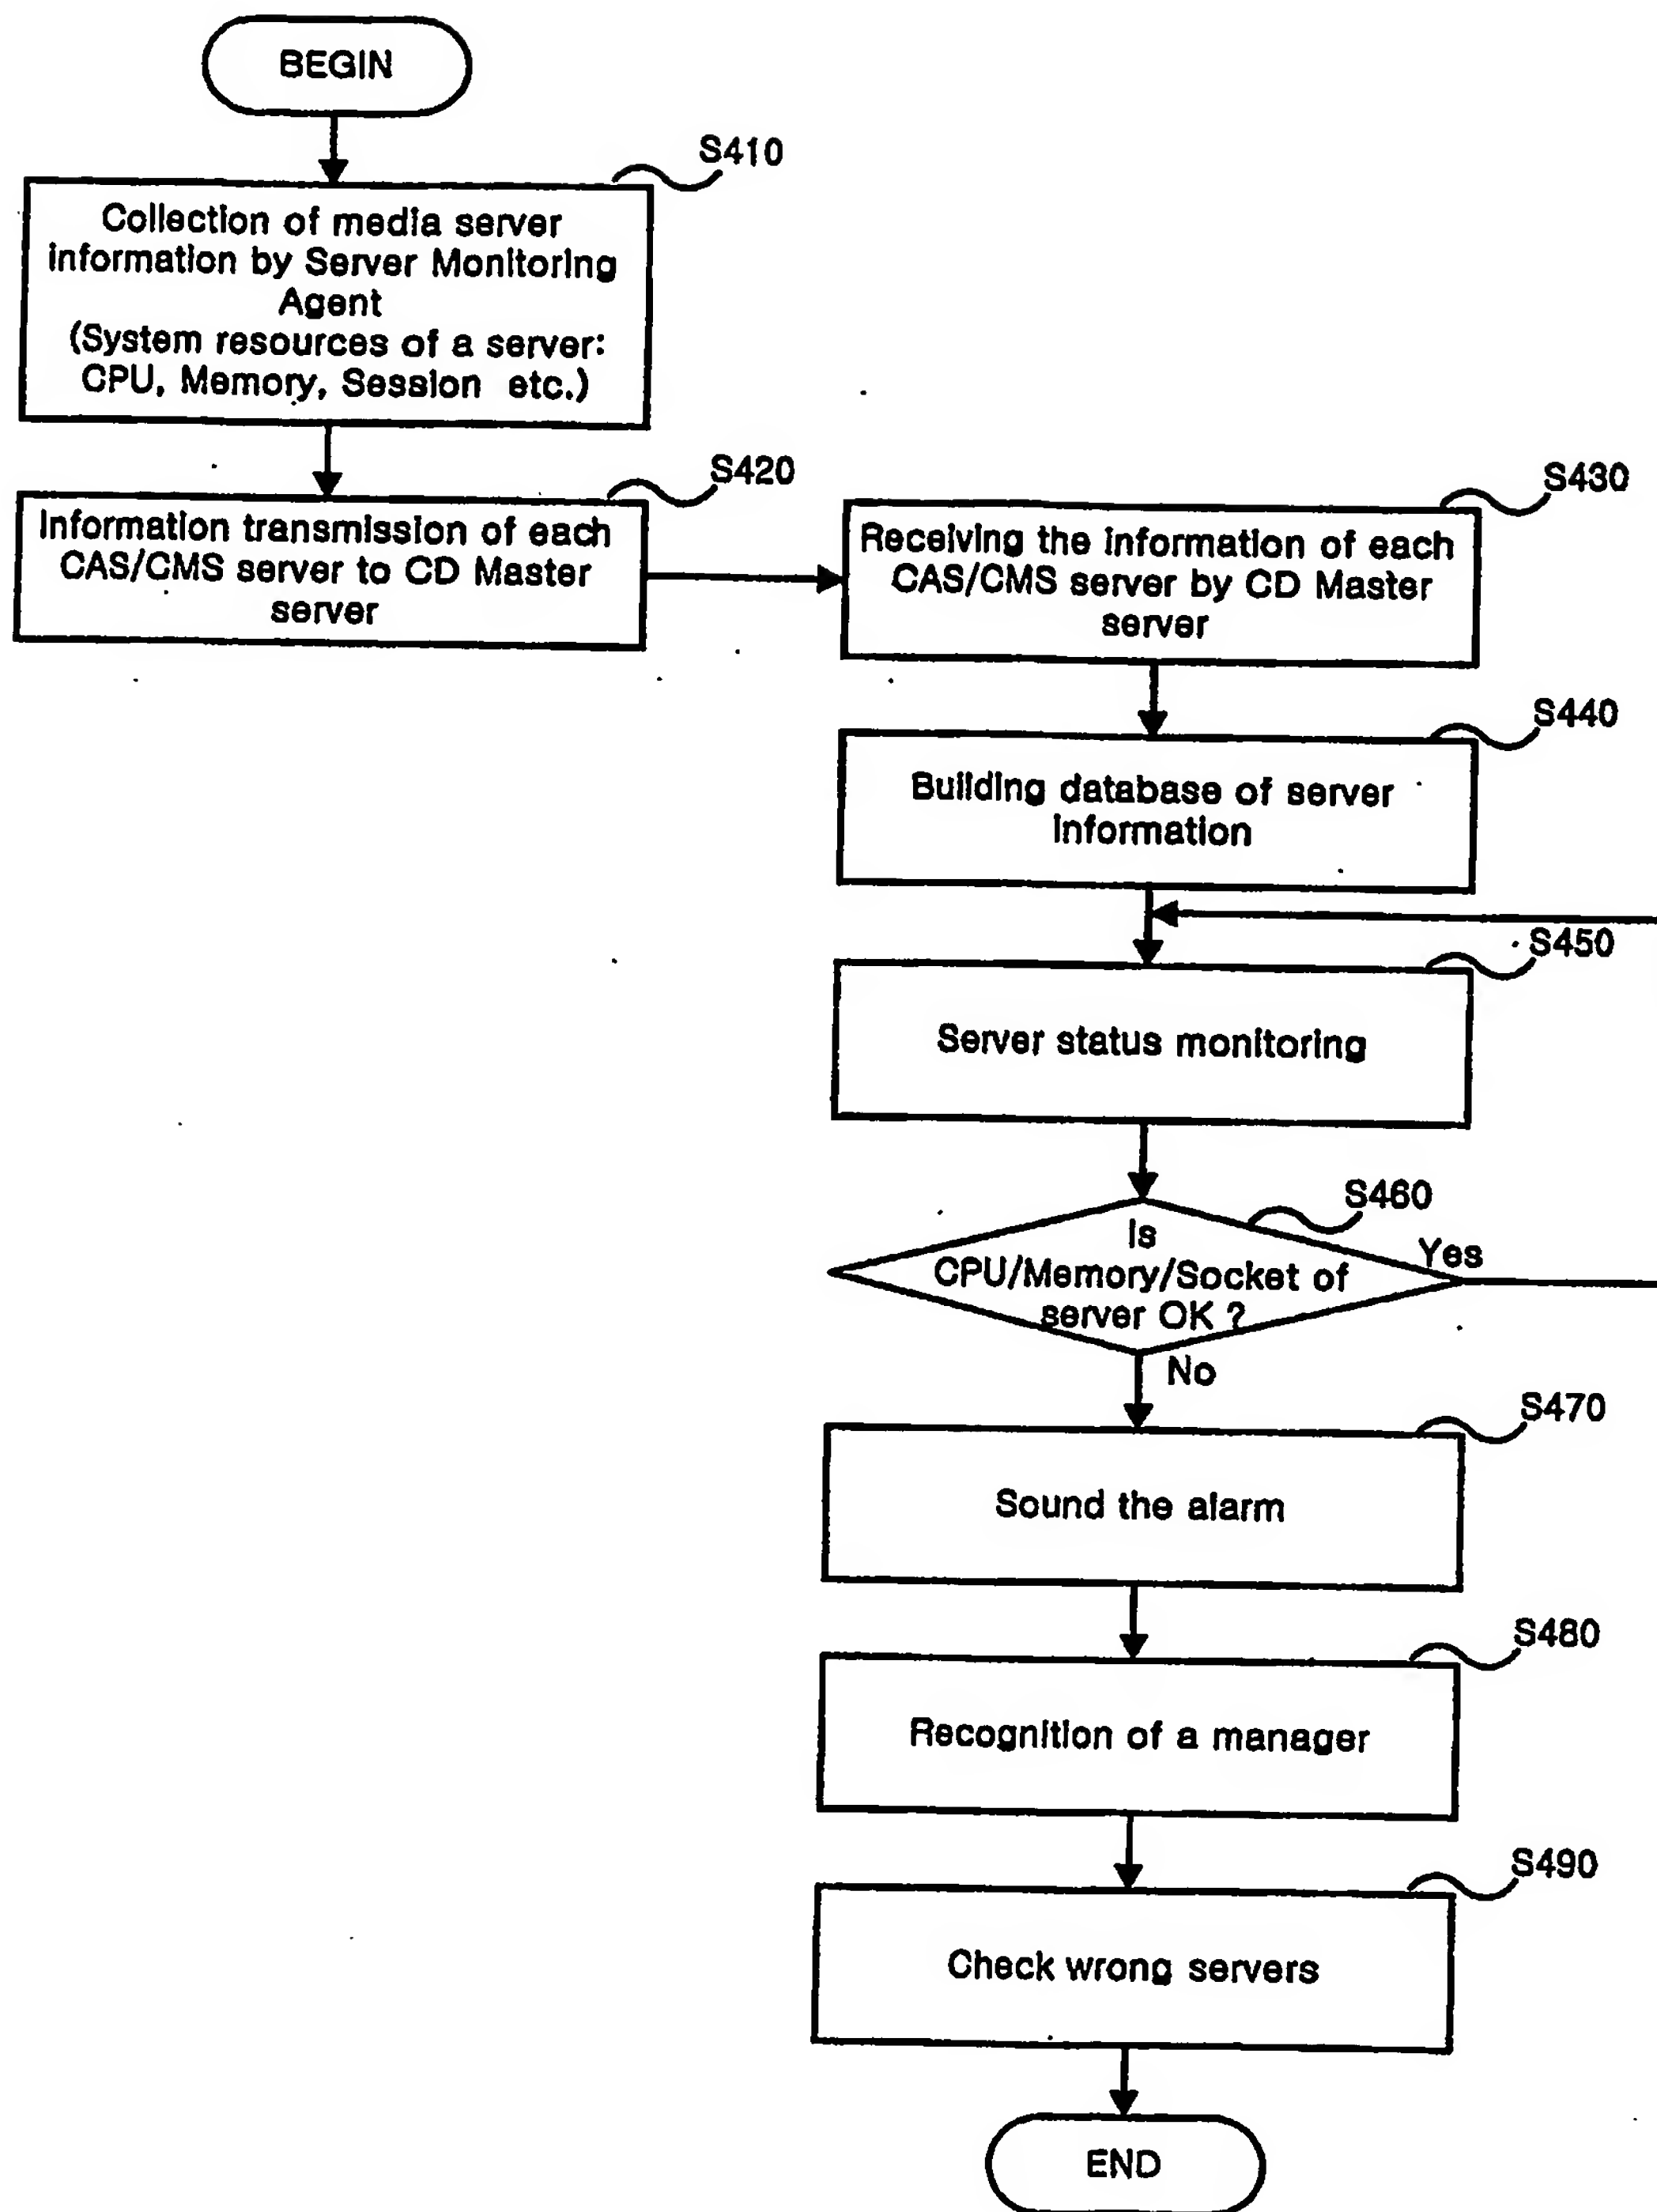 BEGIN
S410
Collection of media server
information by Server Monitoring
Agent
(System resources of a server:
CPU, Memory, Session etc.)
S420
Information transmission of each
CAS/CMS server to CD Master
server
S430
Receiving the information of each
CAS/CMS server by CD Master
server
S440
Building database of server
information
S450
Server status monitoring
S460
Is
CPU/Memory/Socket of
server OK ?
Yes
No
S470
Sound the alarm
S480
Recognition of a manager
S490
Check wrong servers
END